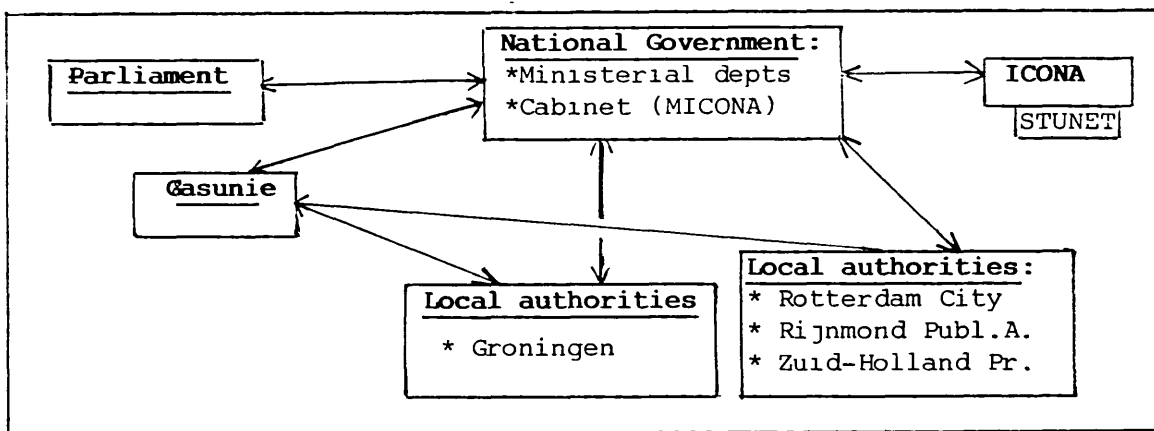 National Government:
*Ministerial depts
*Cabinet (MICONA)
Parliament
ICONA
STUNET
Gasunie
Local authorities
* Groningen
Local authorities:
* Rotterdam City
* Rijnmond Publ.A.
* Zuid-Holland Pr.